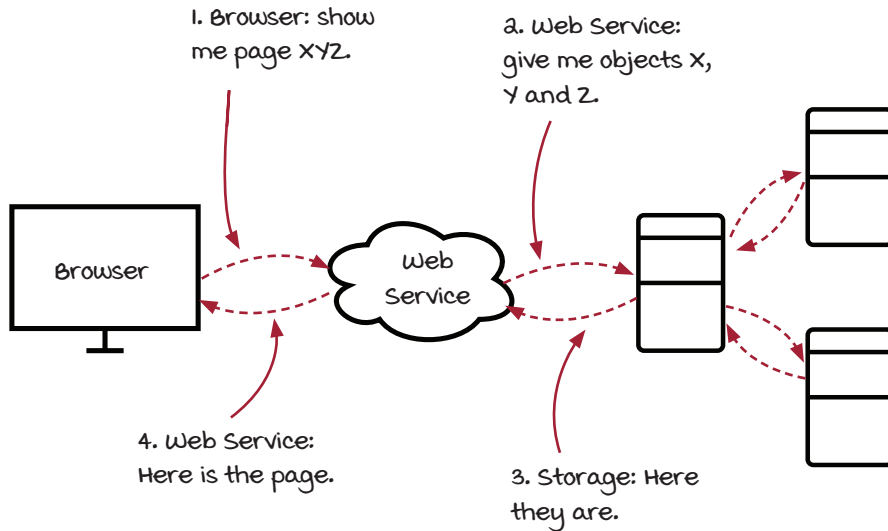 1. Browser: show
me page XYZ.
2. Web Service:
give me objects X,
Y and Z.
Browser
Web
Service
4. Web Service:
Here is the page.
3. Storage: Here
they are.